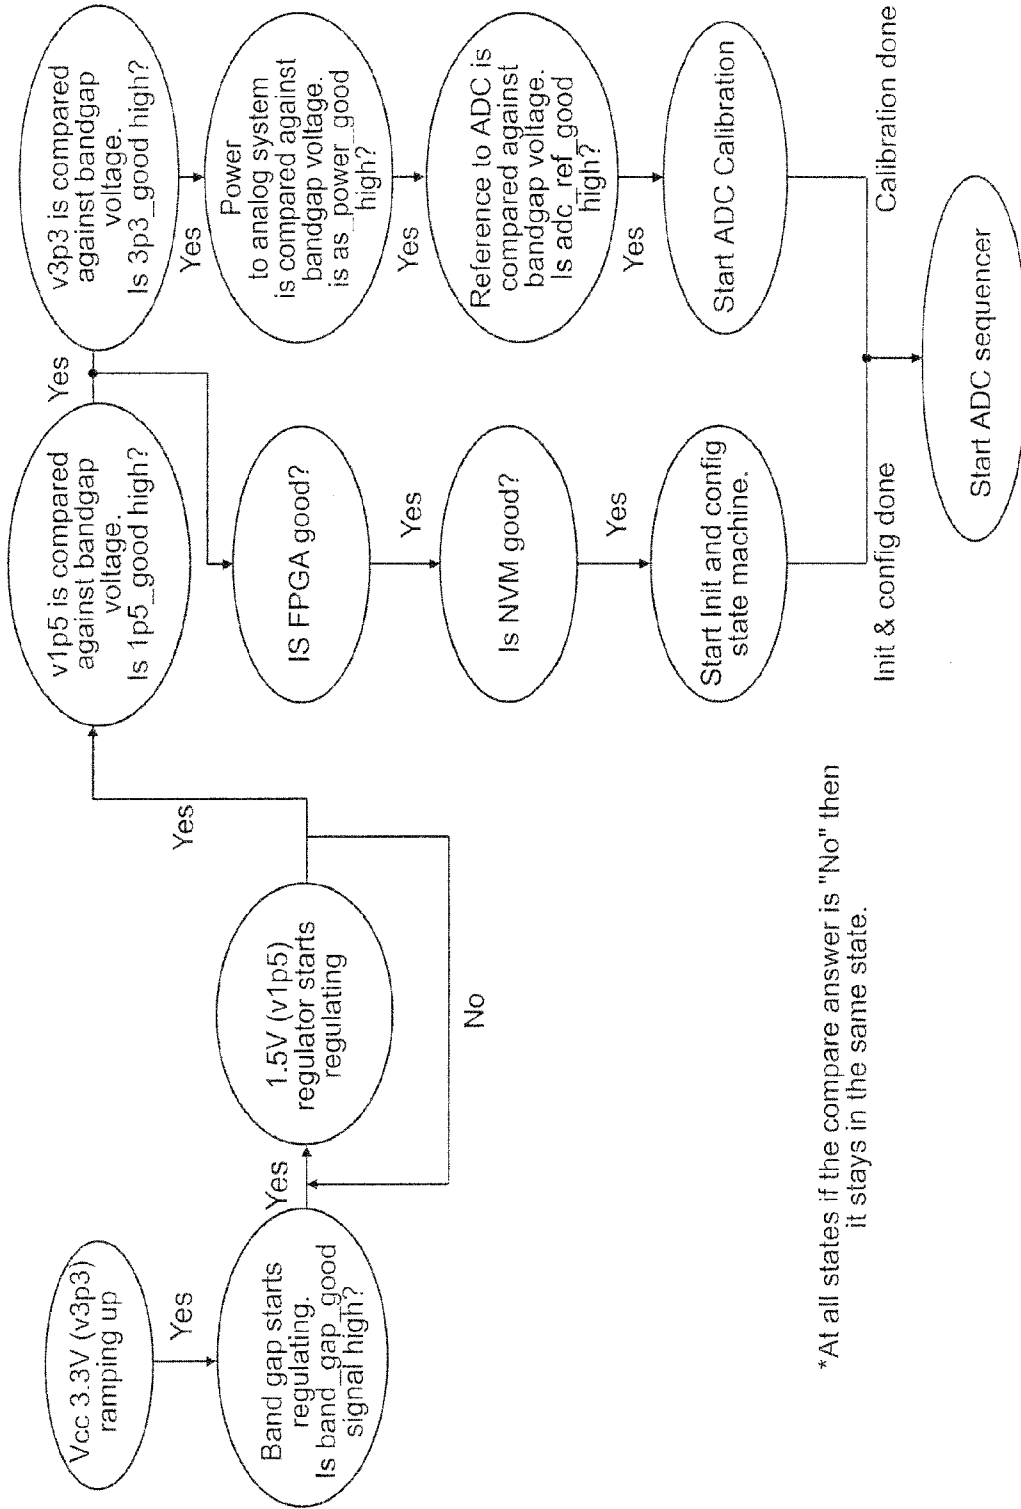 Vcc 3.3V (v3p3)
ramping up
Yes
Band gap starts
regulating.
Is band_gap_good
signal high?
Yes
1.5V (v1p5)
regulator starts
regulating
No
Yes
v1p5 is compared
against bandgap
voltage.
Is 1p5_good high?
Yes
v3p3 is compared
against bandgap
voltage.
Is 3p3_good high?
Yes
Power
to analog system
is compared against
bandgap voltage.
is as_power_good
high?
Yes
Reference to ADC is
compared against
bandgap voltage.
Is adc_ref_good
high?
Yes
Start ADC Calibration
Calibration done
IS FPGA good?
Yes
Is NVM good?
Yes
Start Init and config
state machine.
Init & config done
Start ADC sequencer
*At all states if the compare answer is "No" then
it stays in the same state.